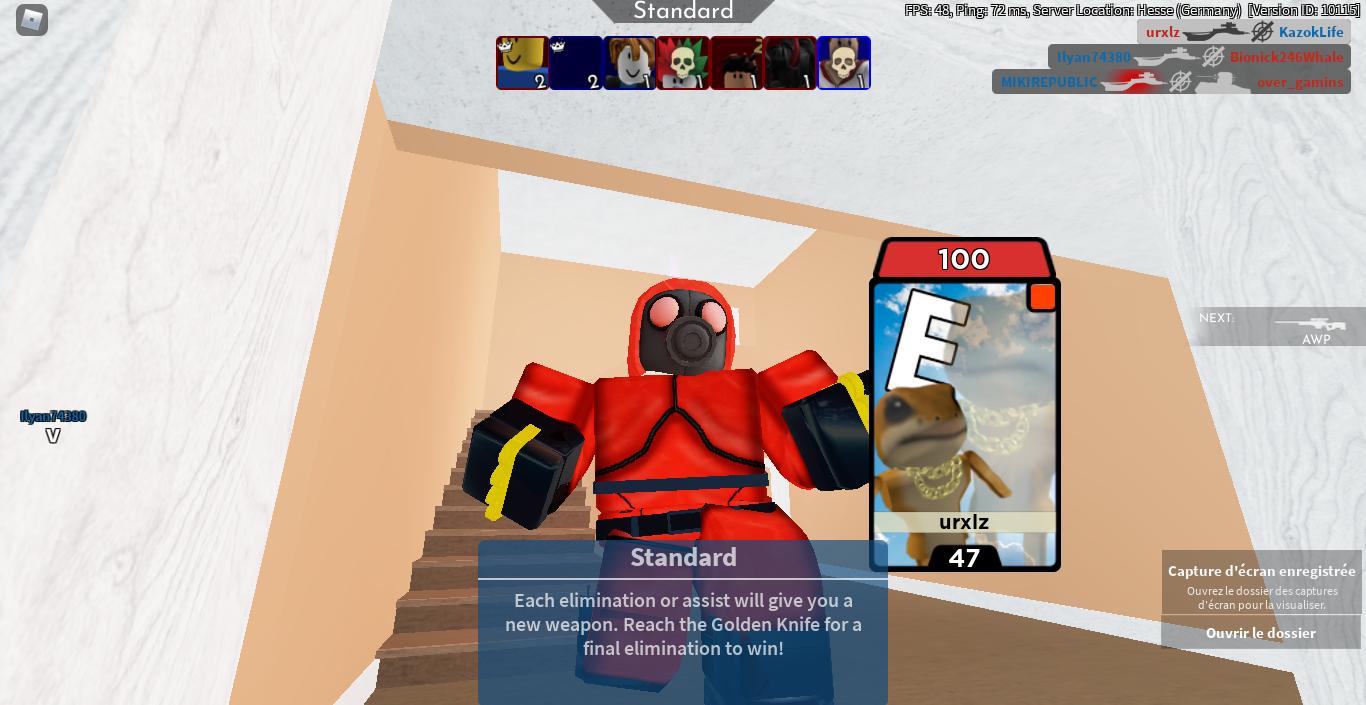 Standard
FPS: 48, Ping: 72 ms, Server Location: Hesse (Germany) [Version ID: 10115]
urxlz KazokLife
Ilyan74380 Bionick246Whale
MIKIREPUBLIC over_gamins
2 2 1 1 2 1 1 1
100
E
NEXT:
AWP
Ilyan74380
V
urxlz
47
Standard
Each elimination or assist will give you a
new weapon. Reach the Golden Knife for a
final elimination to win!
Capture d'écran enregistrée
Ouvrez le dossier des captures
d'écran pour la visualiser.
Ouvrir le dossier